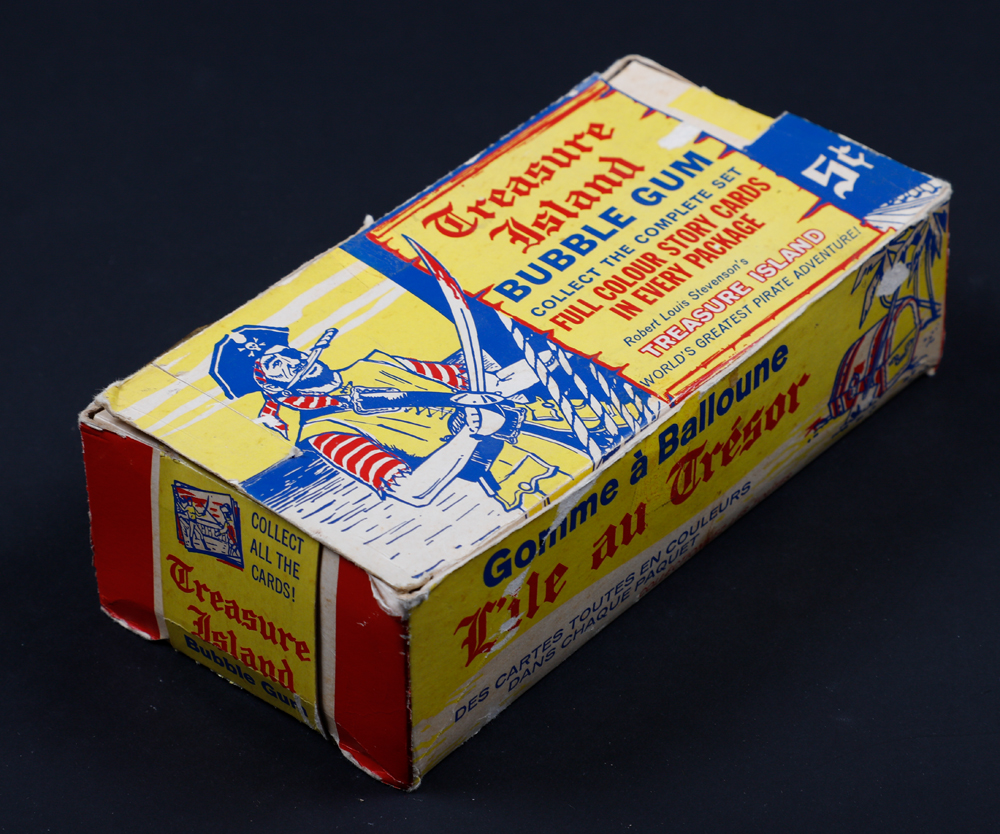 Treasure
Island
BUBBLE GUM
COLLECT THE COMPLETE SET
FULL COLOUR STORY CARDS
IN EVERY PACKAGE
Robert Louis Stevenson's
TREASURE ISLAND
WORLD'S GREATEST PIRATE ADVENTURE!
5¢
Gomme à Balloune
L'ile au Trésor
DES CARTES TOUTES EN COULEURS
DANS CHAQUE PAQUET
COLLECT
ALL THE
CARDS!
Treasure
Island
Bubble Gum